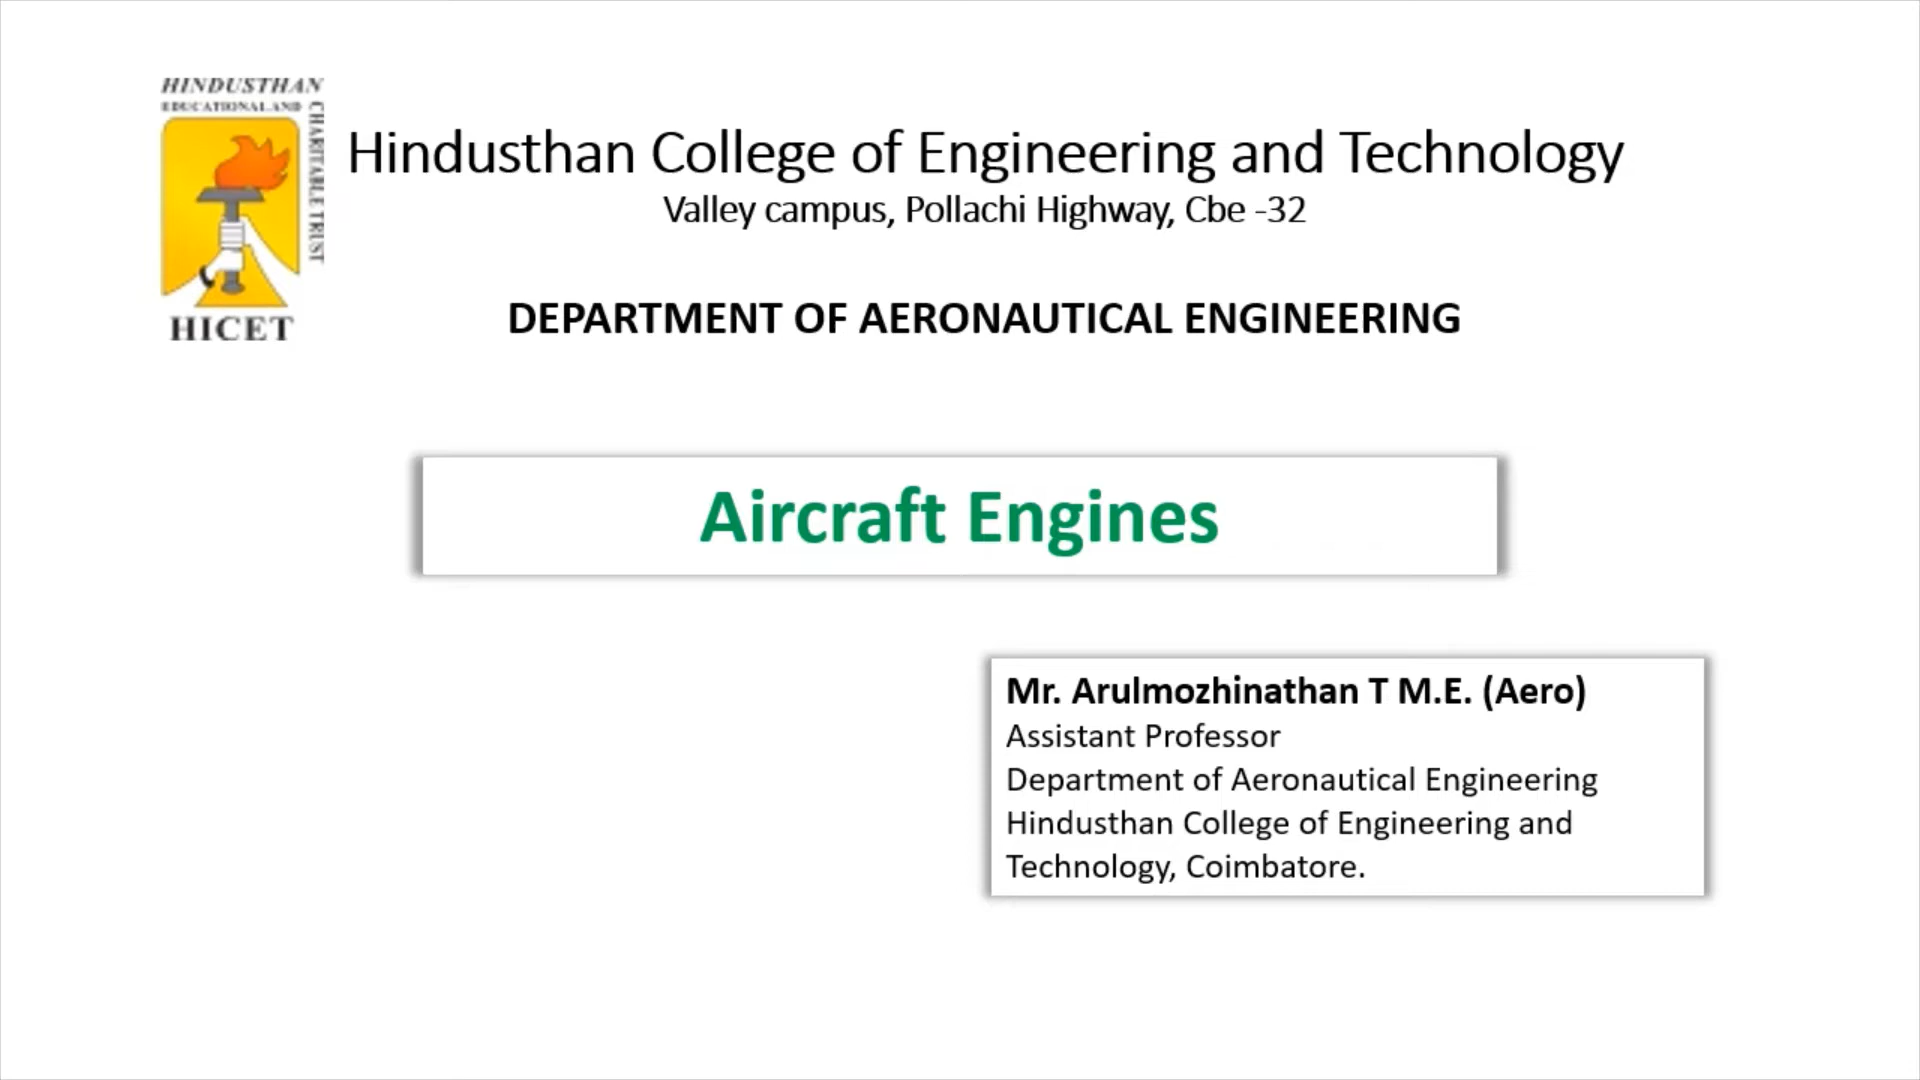 HINDUSTHAN
EDUCATIONAL AND
CHARITABLE TRUST
HICET
Hindusthan College of Engineering and Technology
Valley campus, Pollachi Highway, Cbe -32
DEPARTMENT OF AERONAUTICAL ENGINEERING
Aircraft Engines
Mr. Arulmozhinathan T M.E. (Aero)
Assistant Professor
Department of Aeronautical Engineering
Hindusthan College of Engineering and
Technology, Coimbatore.